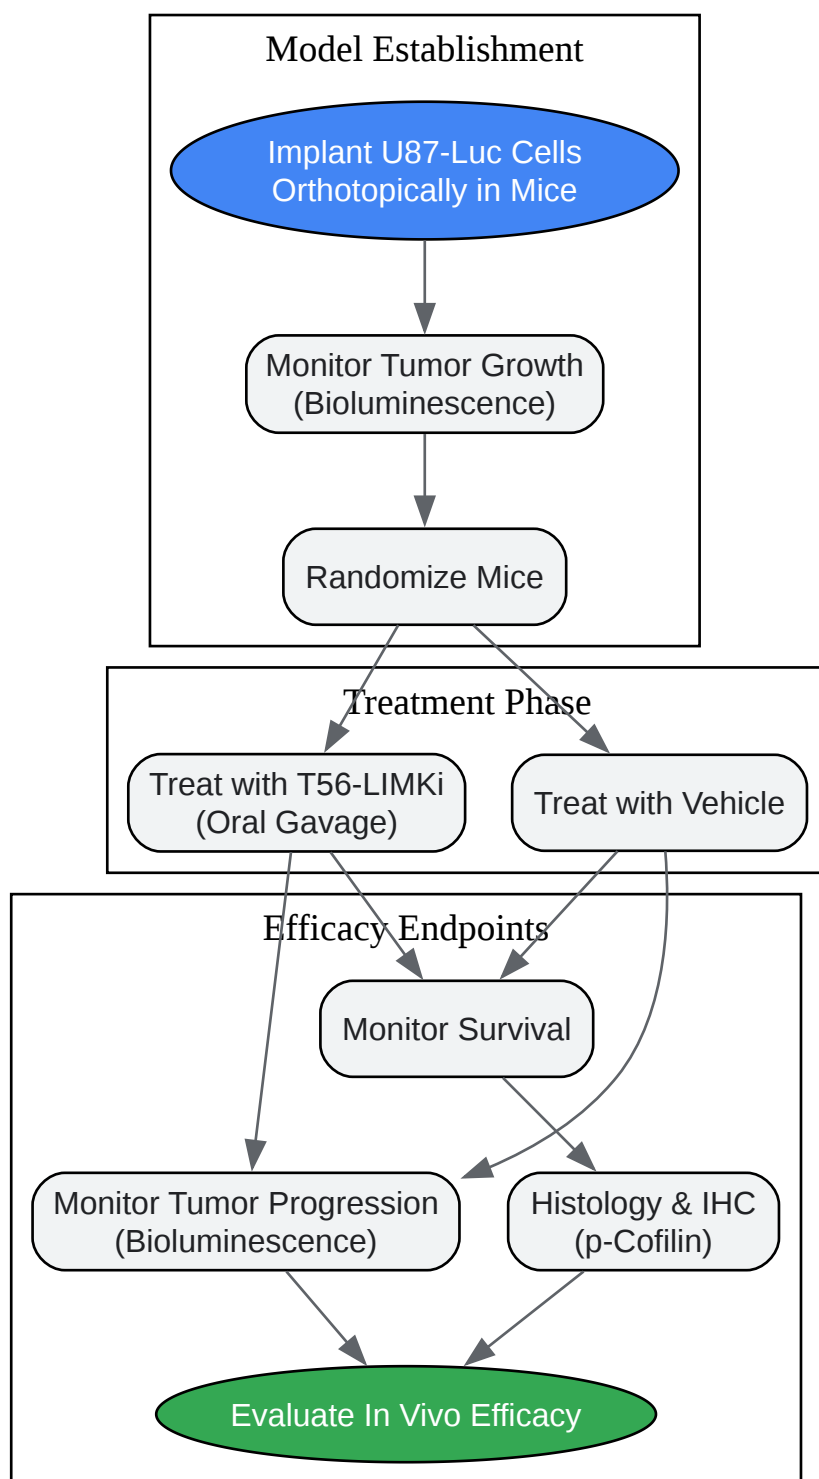 Model Establishment
Implant U87-Luc Cells
Orthotopically in Mice
Monitor Tumor Growth
(Bioluminescence)
Randomize Mice
Treatment Phase
Treat with T56-LIMKi
(Oral Gavage)
Treat with Vehicle
Efficacy Endpoints
Monitor Survival
Monitor Tumor Progression
(Bioluminescence)
Histology & IHC
(p-Cofilin)
Evaluate In Vivo Efficacy